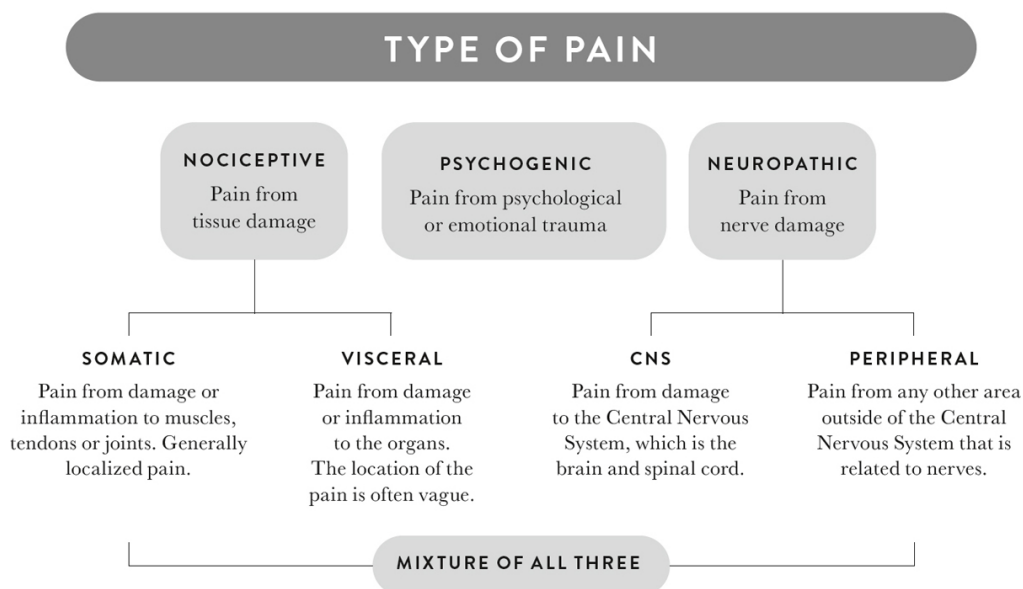 TYPE OF PAIN
NOCICEPTIVE
Pain from
tissue damage
PSYCHOGENIC
Pain from psychological
or emotional trauma
NEUROPATHIC
Pain from
nerve damage
SOMATIC
Pain from damage or
inflammation to muscles,
tendons or joints. Generally
localized pain.
VISCERAL
Pain from damage
or inflammation
to the organs.
The location of the
pain is often vague.
CNS
Pain from damage
to the Central Nervous
System, which is the
brain and spinal cord.
PERIPHERAL
Pain from any other area
outside of the Central
Nervous System that is
related to nerves.
MIXTURE OF ALL THREE